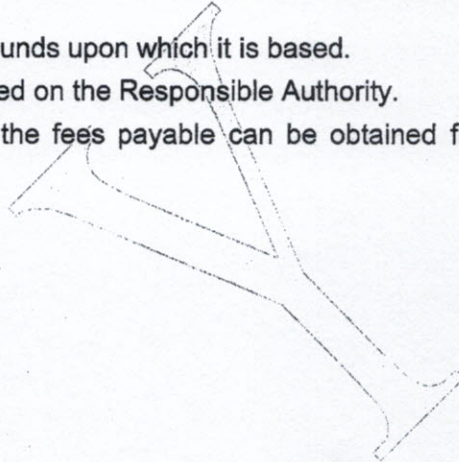 unds upon which it is based.
ed on the Responsible Authority.
the fees payable can be obtained f
Y